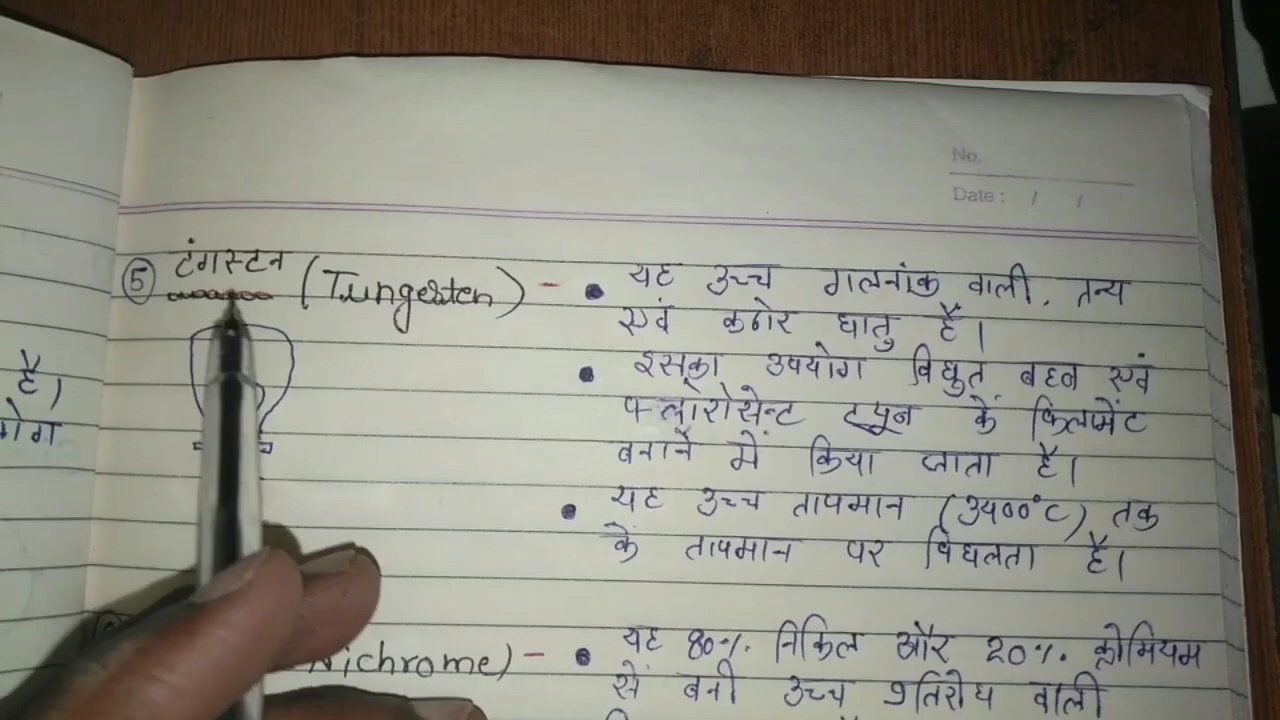 No.
Date : / /
है।
⑤ टंगस्टन (Tungesten) - • यह उच्च गलनांक वाली, तन्य
एवं कठोर धातु है।
• इसका उपयोग विधुत बल्ब एवं
फ्लोरोसेन्ट ट्यूब के फिलामेंट
बनाने में किया जाता है।
• यह उच्च तापमान (3400°C) तक
के तापमान पर पिघलता है।
Nichrome) - • यह 80%. निकिल और 20%. क्रोमियम
से बनी उच्च प्रतिरोध वाली